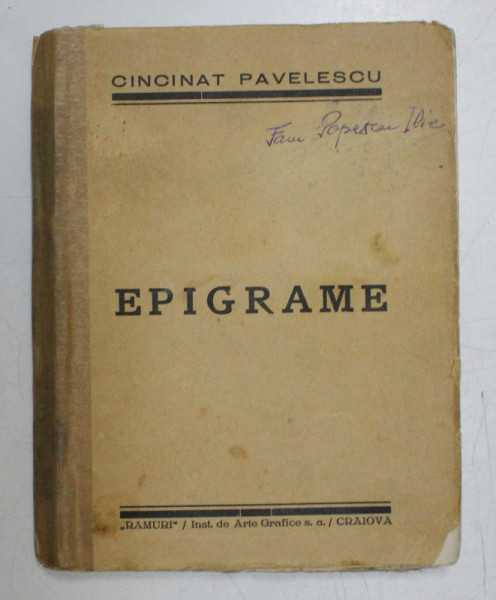 CINCINAT PAVELESCU
Fam Popescu Ilie
EPIGRAME
„RAMURI“ / Inst. de Arte Grafice s. a. / CRAIOVA